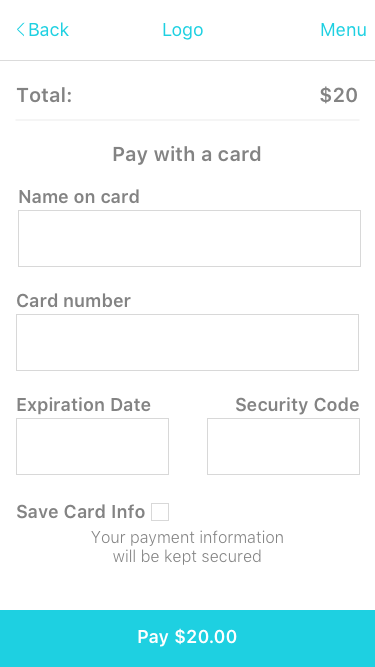 Back Logo Menu
Total: $20
Pay with a card
Name on card
Card number
Expiration Date Security Code
Save Card Info
Your payment information
will be kept secured
Pay $20.00